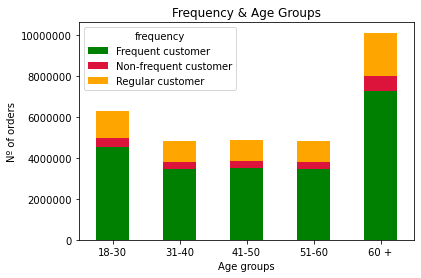 Frequency & Age Groups
frequency
Frequent customer
Non-frequent customer
Regular customer
Nº of orders
10000000
8000000
6000000
4000000
2000000
0
18-30 31-40 41-50 51-60 60 +
Age groups